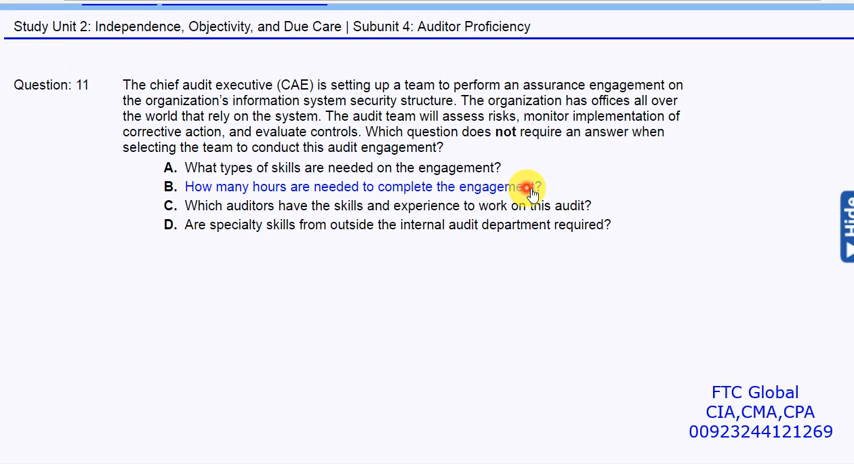 Study Unit 2: Independence, Objectivity, and Due Care | Subunit 4: Auditor Proficiency
Question: 11 The chief audit executive (CAE) is setting up a team to perform an assurance engagement on
the organization's information system security structure. The organization has offices all over
the world that rely on the system. The audit team will assess risks, monitor implementation of
corrective action, and evaluate controls. Which question does not require an answer when
selecting the team to conduct this audit engagement?
A. What types of skills are needed on the engagement?
B. How many hours are needed to complete the engagement?
C. Which auditors have the skills and experience to work on this audit?
D. Are specialty skills from outside the internal audit department required?
Hide
FTC Global
CIA,CMA,CPA
00923244121269